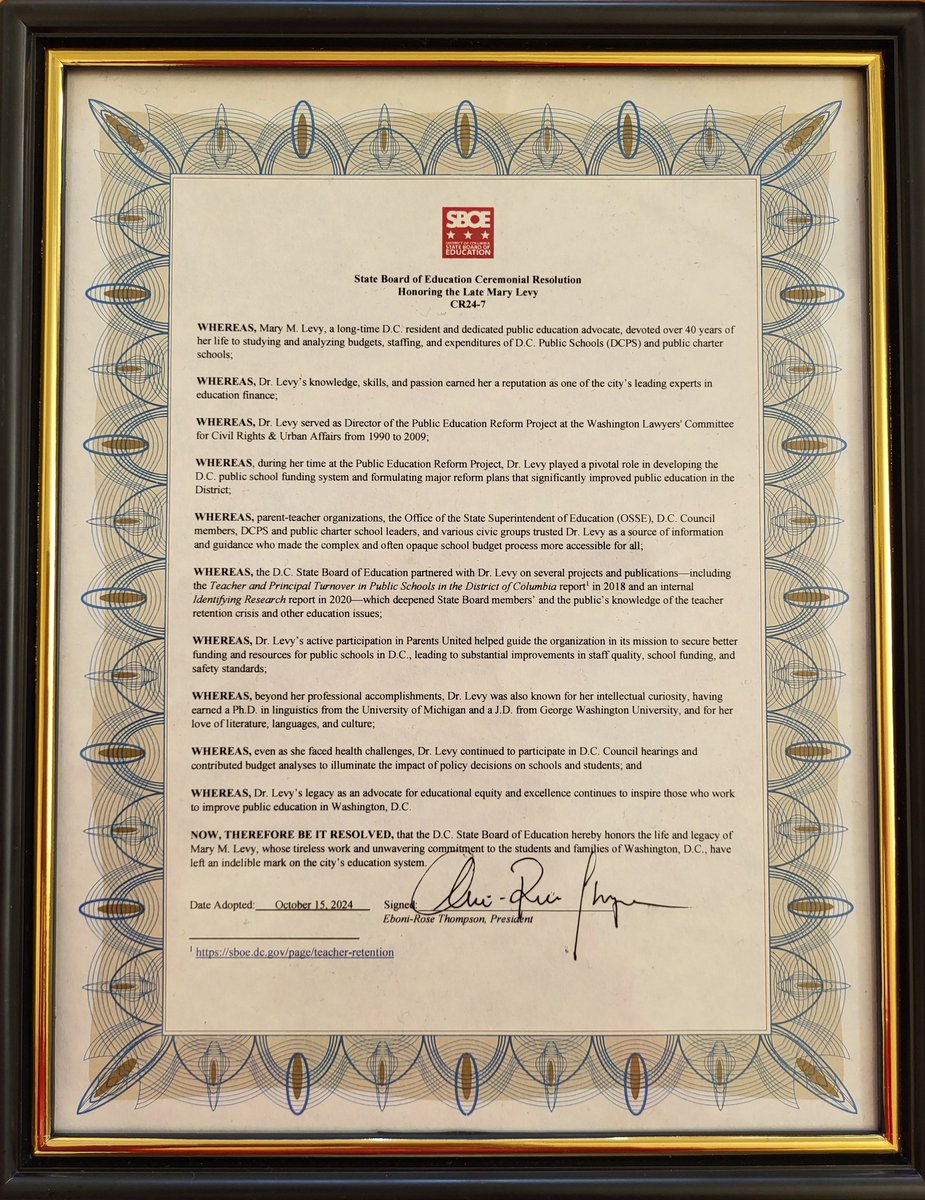 SBOE
DISTRICT OF COLUMBIA
STATE BOARD OF
EDUCATION
State Board of Education Ceremonial Resolution
Honoring the Late Mary Levy
CR24-7
WHEREAS, Mary M. Levy, a long-time D.C. resident and dedicated public education advocate, devoted over 40 years of
her life to studying and analyzing budgets, staffing, and expenditures of D.C. Public Schools (DCPS) and public charter
schools;
WHEREAS, Dr. Levy's knowledge, skills, and passion earned her a reputation as one of the city's leading experts in
education finance;
WHEREAS, Dr. Levy served as Director of the Public Education Reform Project at the Washington Lawyers' Committee
for Civil Rights & Urban Affairs from 1990 to 2009;
WHEREAS, during her time at the Public Education Reform Project, Dr. Levy played a pivotal role in developing the
D.C. public school funding system and formulating major reform plans that significantly improved public education in the
District;
WHEREAS, parent-teacher organizations, the Office of the State Superintendent of Education (OSSE), D.C. Council
members, DCPS and public charter school leaders, and various civic groups trusted Dr. Levy as a source of information
and guidance who made the complex and often opaque school budget process more accessible for all;
WHEREAS, the D.C. State Board of Education partnered with Dr. Levy on several projects and publications—including
the Teacher and Principal Turnover in Public Schools in the District of Columbia report¹ in 2018 and an internal
Identifying Research report in 2020—which deepened State Board members' and the public's knowledge of the teacher
retention crisis and other education issues;
WHEREAS, Dr. Levy's active participation in Parents United helped guide the organization in its mission to secure better
funding and resources for public schools in D.C., leading to substantial improvements in staff quality, school funding, and
safety standards;
WHEREAS, beyond her professional accomplishments, Dr. Levy was also known for her intellectual curiosity, having
earned a Ph.D. in linguistics from the University of Michigan and a J.D. from George Washington University, and for her
love of literature, languages, and culture;
WHEREAS, even as she faced health challenges, Dr. Levy continued to participate in D.C. Council hearings and
contributed budget analyses to illuminate the impact of policy decisions on schools and students; and
WHEREAS, Dr. Levy's legacy as an advocate for educational equity and excellence continues to inspire those who work
to improve public education in Washington, D.C.
NOW, THEREFORE BE IT RESOLVED, that the D.C. State Board of Education hereby honors the life and legacy of
Mary M. Levy, whose tireless work and unwavering commitment to the students and families of Washington, D.C., have
left an indelible mark on the city's education system.
Date Adopted: October 15, 2024 Signed:
Eboni-Rose Thompson, President
¹ https://sboe.dc.gov/page/teacher-retention